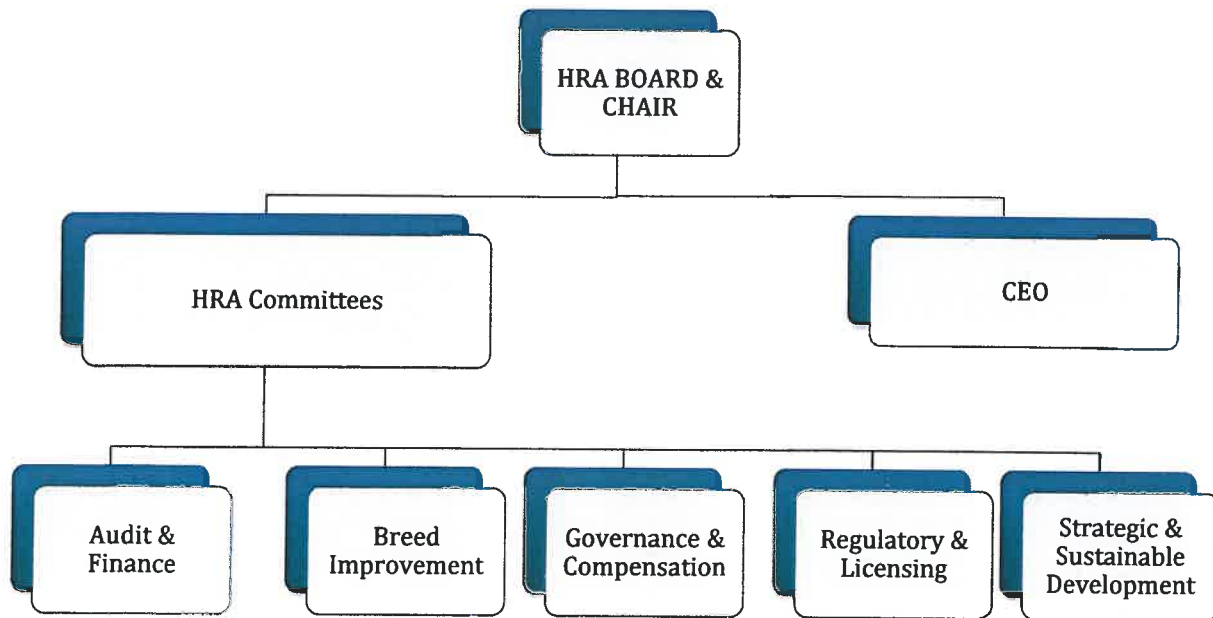 HRA BOARD &
CHAIR
HRA Committees
CEO
Audit &
Finance
Breed
Improvement
Governance &
Compensation
Regulatory &
Licensing
Strategic &
Sustainable
Development